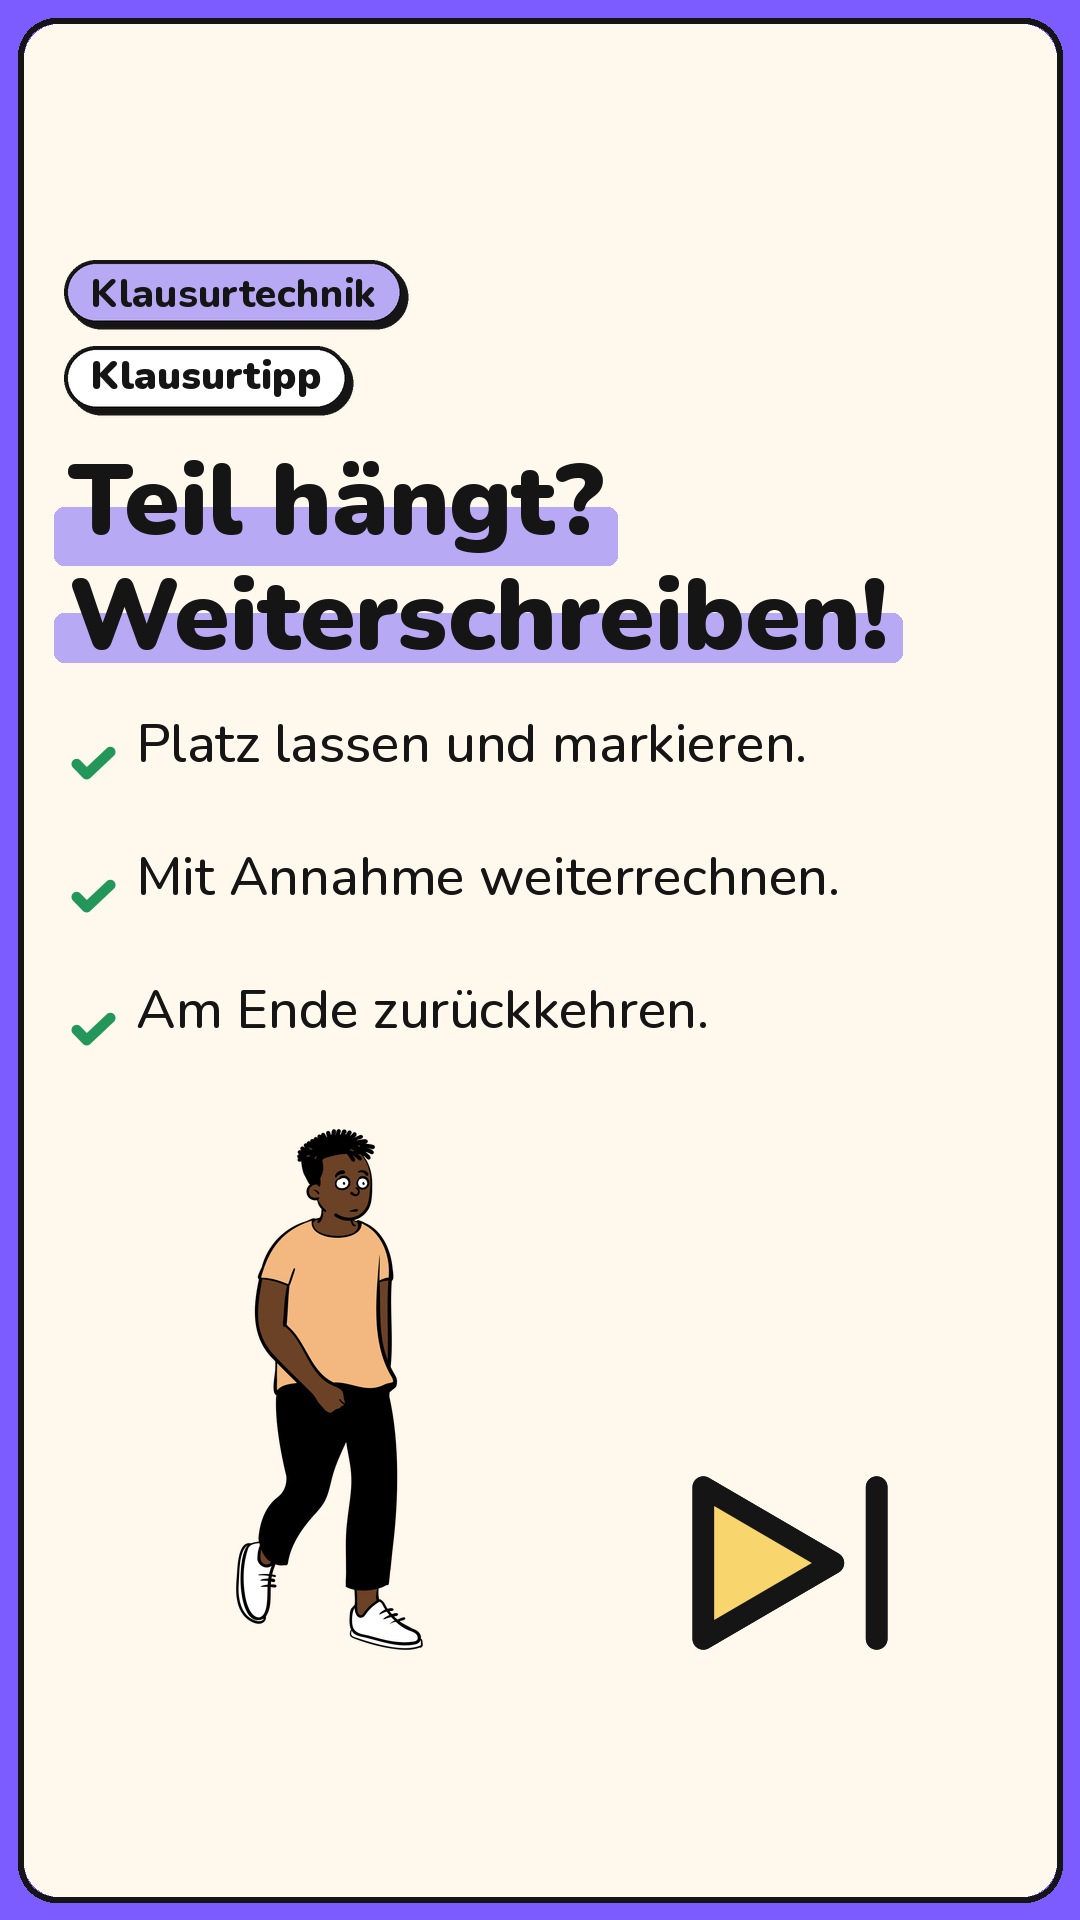 Klausurtechnik
Klausurtipp
Teil hängt?
Weiterschreiben!
Platz lassen und markieren.
Mit Annahme weiterrechnen.
Am Ende zurückkehren.